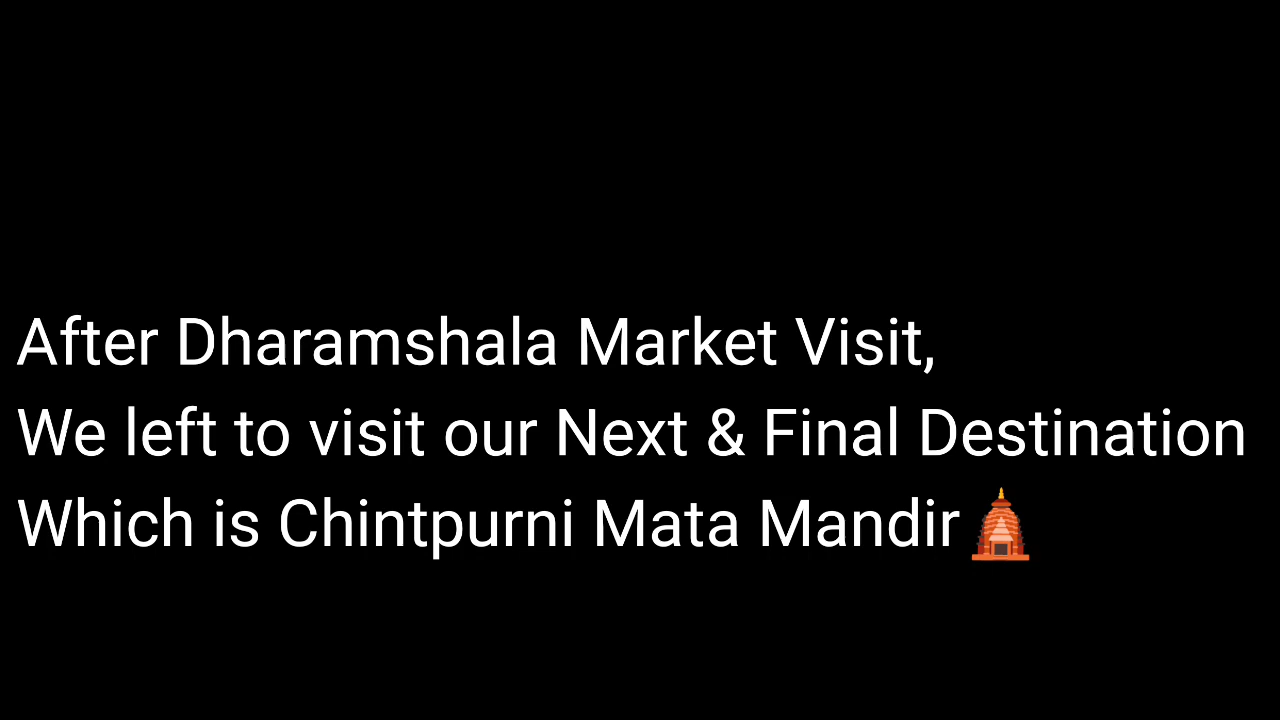 After Dharamshala Market Visit,
We left to visit our Next & Final Destination
Which is Chintpurni Mata Mandir🛕